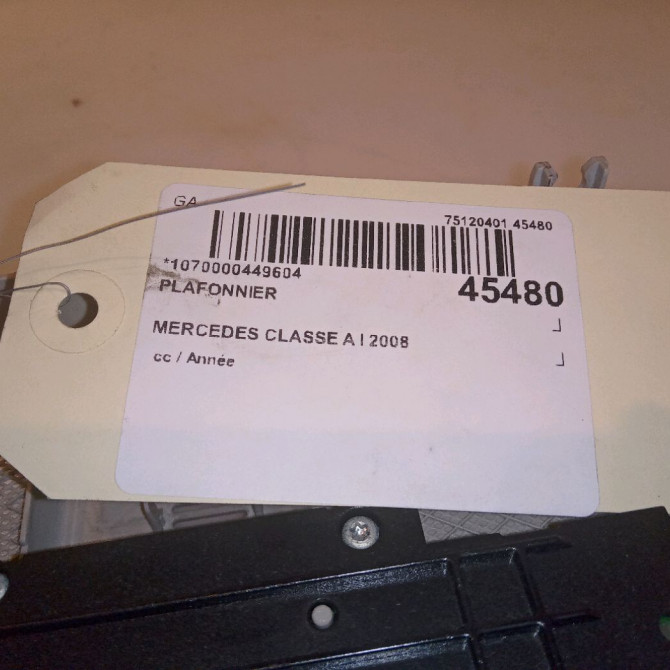 GA
75120401 45480
*1070000449604
PLAFONNIER
45480
MERCEDES CLASSE A I 2008
cc / Année